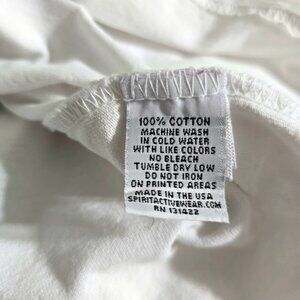 100% COTTON
MACHINE WASH
IN COLD WATER
WITH LIKE COLORS
NO BLEACH
TUMBLE DRY LOW
DO NOT IRON
ON PRINTED AREAS
MADE IN THE USA
SPIRITACTIVEWEAR.COM
RN 131422